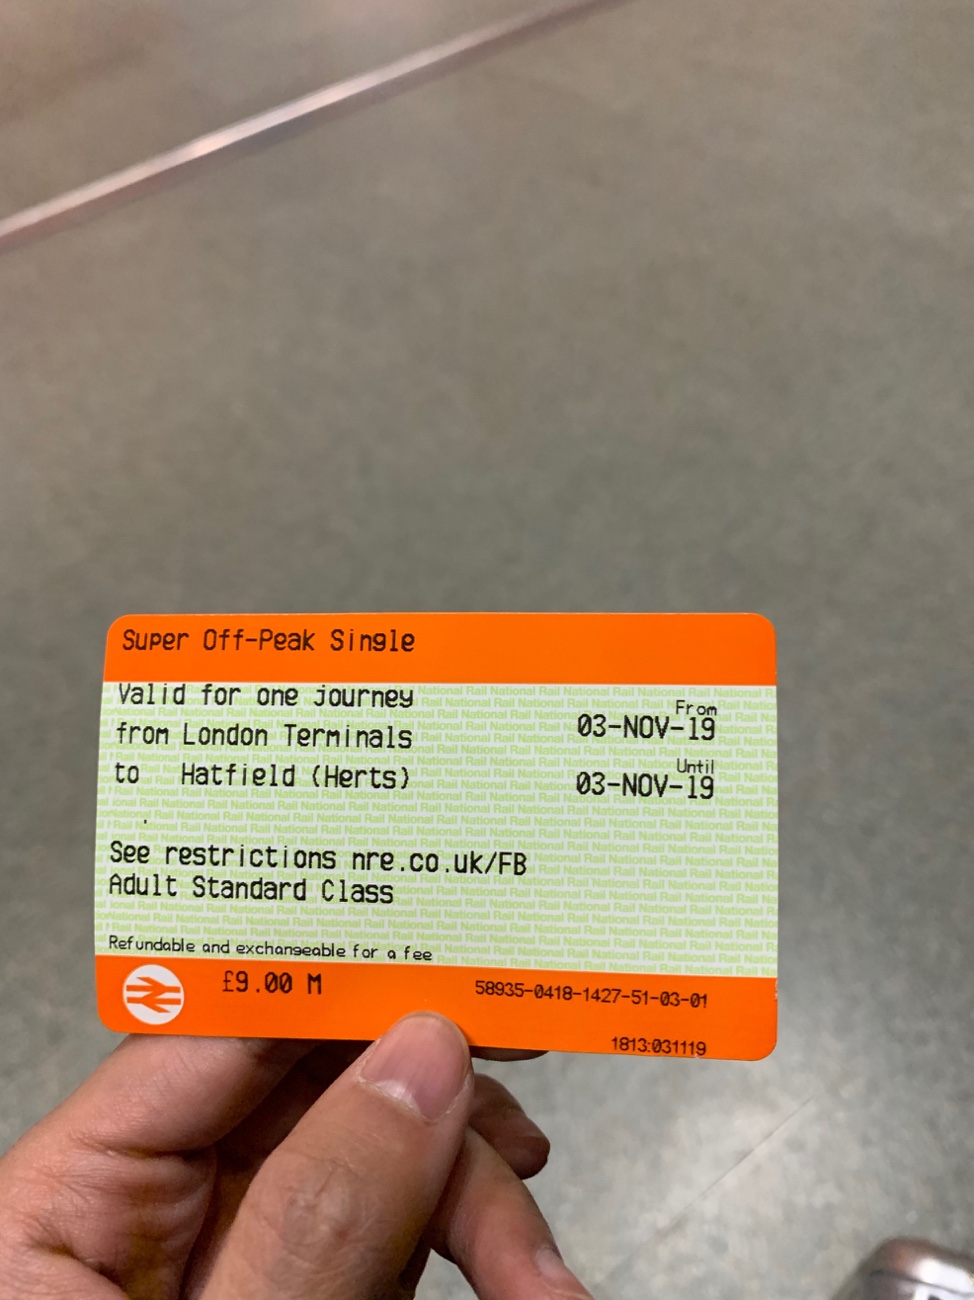 Super Off-Peak Single
Valid for one journey
From
from London Terminals
03-NOV-19
Until
to Hatfield (Herts)
03-NOV-19
See restrictions nre.co.uk/FB
Adult Standard Class
Refundable and exchangeable for a fee
£9.00 M
58935-0418-1427-51-03-01
1813:031119